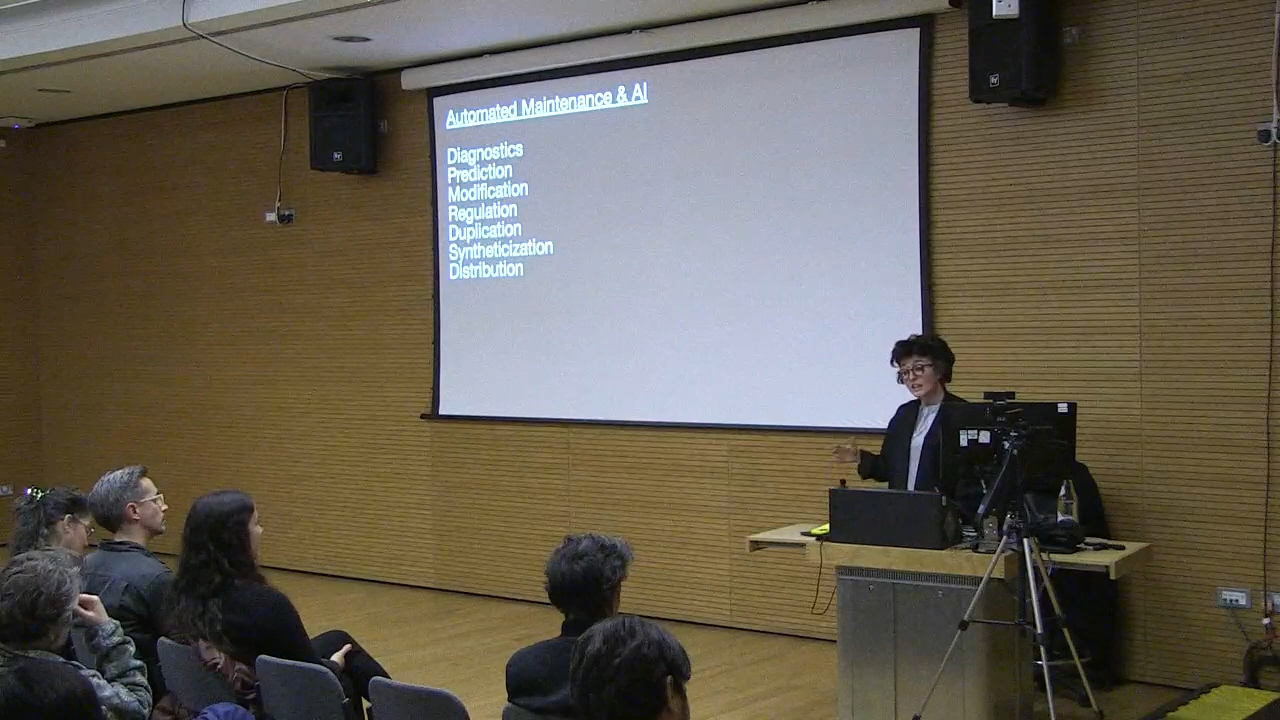 Automated Maintenance & AI
Diagnostics
Prediction
Modification
Regulation
Duplication
Syntheticization
Distribution